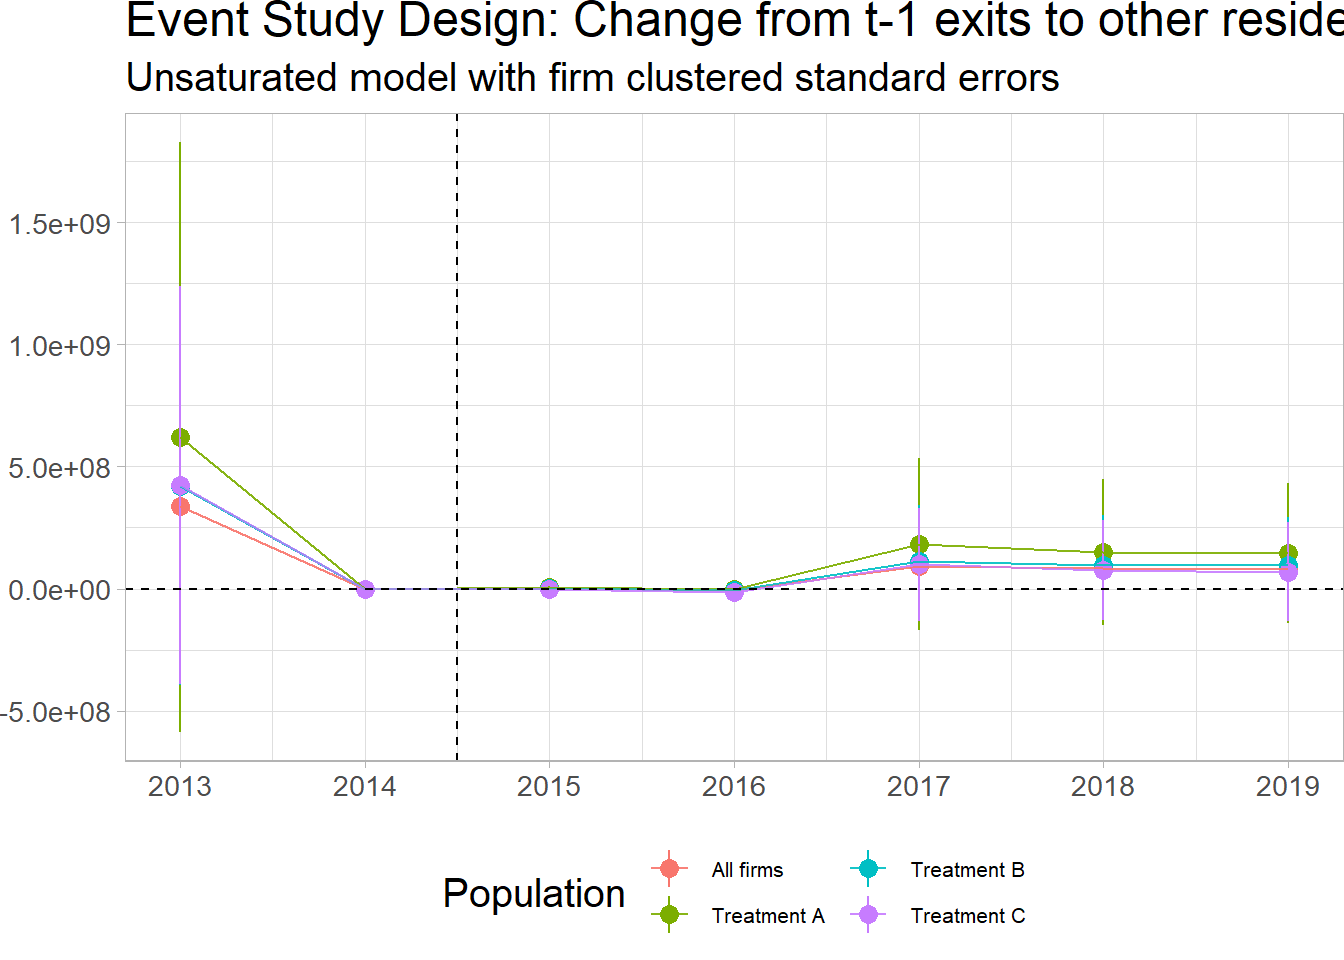 Event Study Design: Change from t-1 exits to other reside
Unsaturated model with firm clustered standard errors
1.5e+09
1.0e+09
5.0e+08
0.0e+00
-5.0e+08
2013 2014 2015 2016 2017 2018 2019
Population
All firms
Treatment A
Treatment B
Treatment C